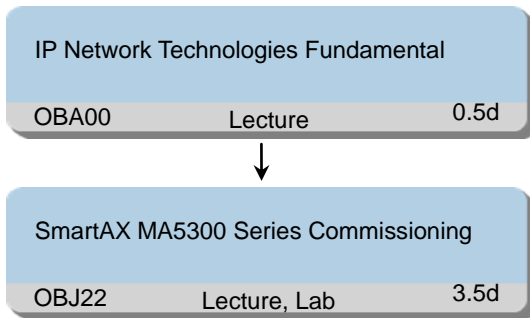 IP Network Technologies Fundamental
OBA00 Lecture 0.5d
SmartAX MA5300 Series Commissioning
OBJ22 Lecture, Lab 3.5d